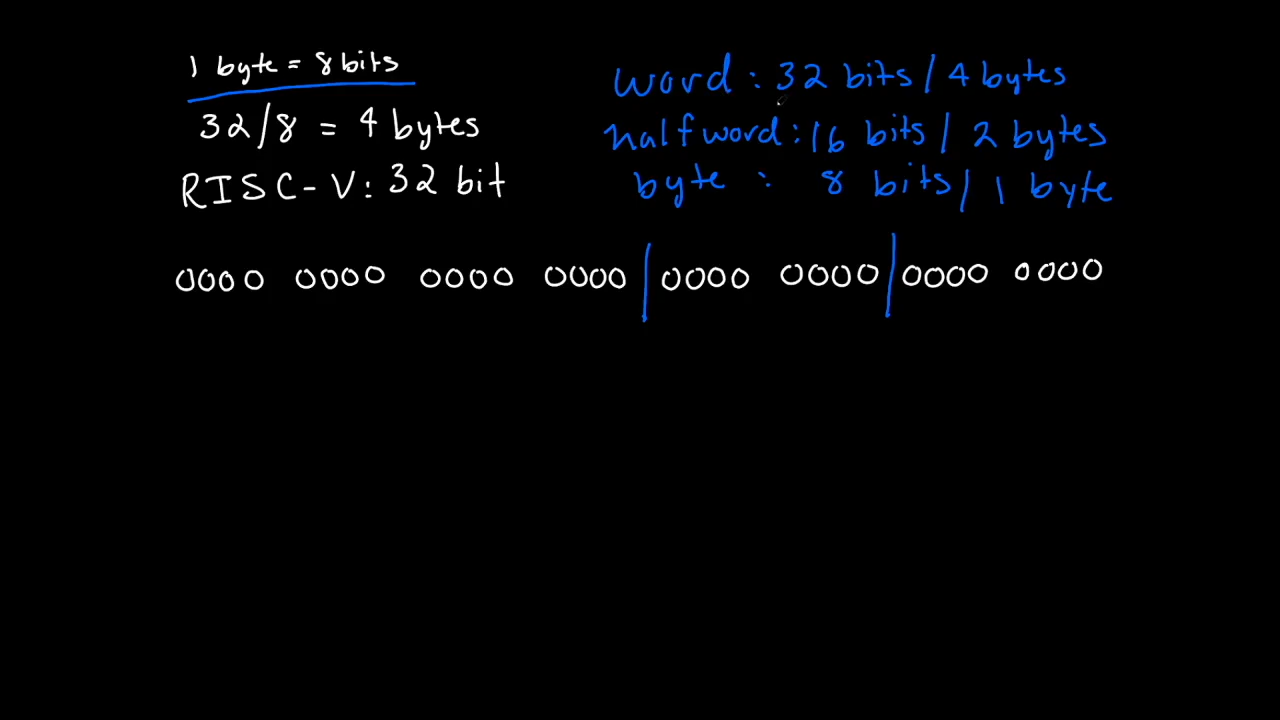 1 byte = 8 bits
32/8 = 4 bytes
RISC-V: 32 bit
word: 32 bits / 4 bytes
halfword: 16 bits / 2 bytes
byte: 8 bits / 1 byte
0000 0000 0000 0000 | 0000 0000 | 0000 0000